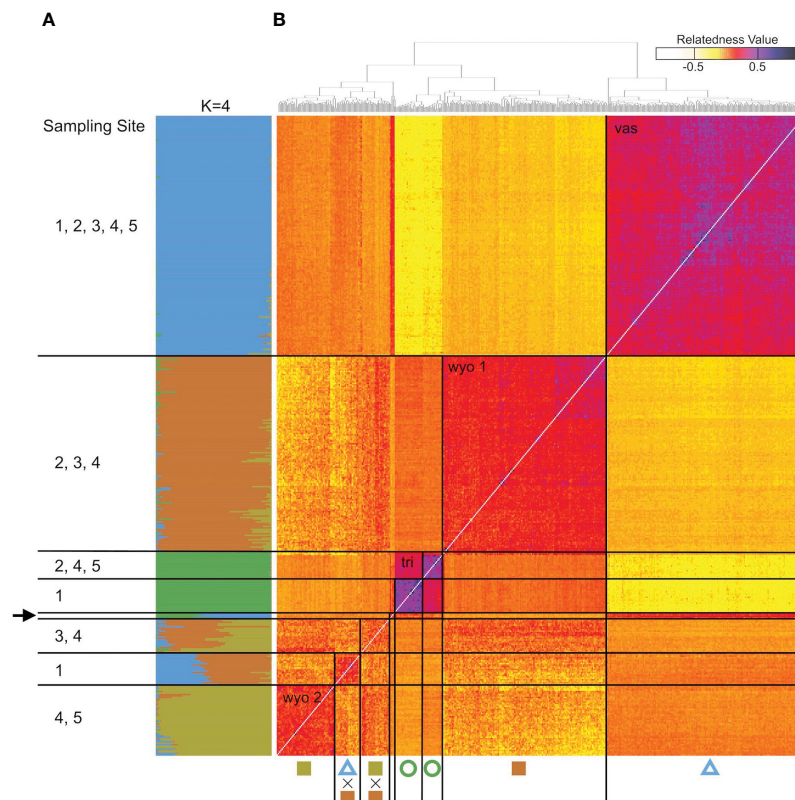 A
B
Relatedness Value
-0.5 0.5
K=4
Sampling Site
vas
1, 2, 3, 4, 5
wyo 1
2, 3, 4
2, 4, 5
tri
1
3, 4
1
wyo 2
4, 5